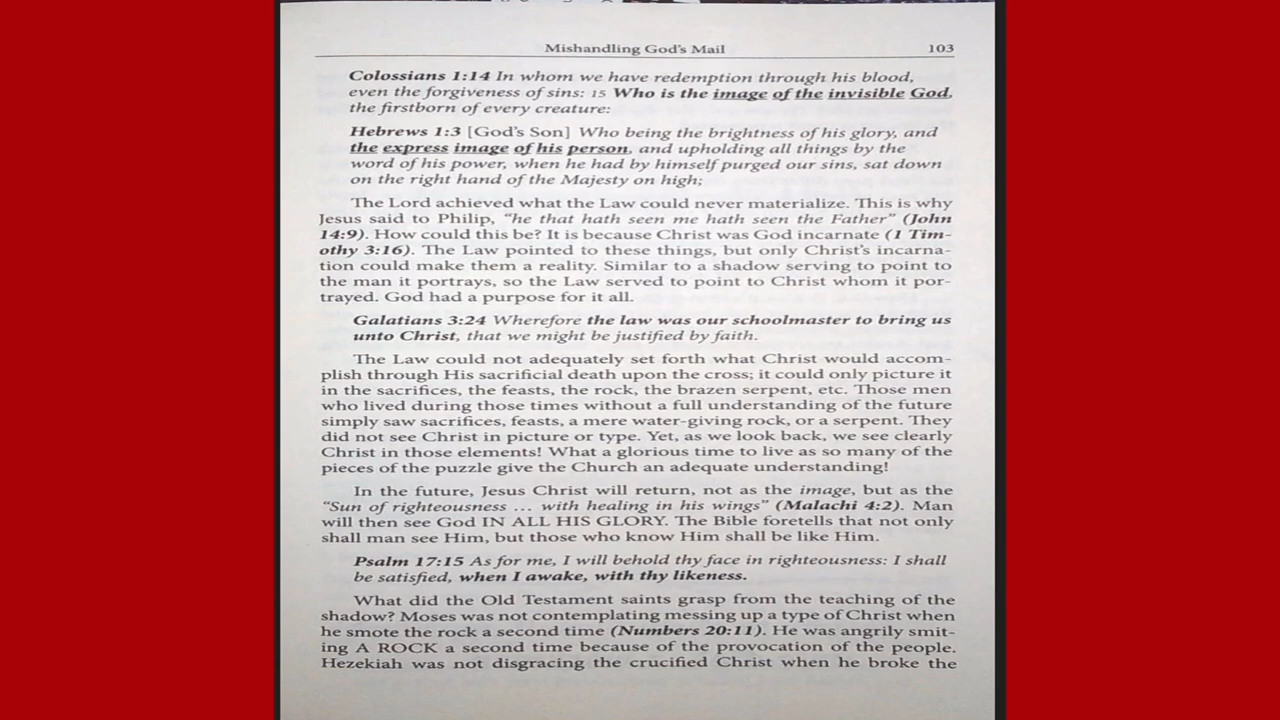 Mishandling God's Mail 103
Colossians 1:14 In whom we have redemption through his blood,
even the forgiveness of sins: 15 Who is the image of the invisible God,
the firstborn of every creature:
Hebrews 1:3 [God's Son] Who being the brightness of his glory, and
the express image of his person, and upholding all things by the
word of his power, when he had by himself purged our sins, sat down
on the right hand of the Majesty on high;
The Lord achieved what the Law could never materialize. This is why
Jesus said to Philip, “he that hath seen me hath seen the Father” (John
14:9). How could this be? It is because Christ was God incarnate (1 Tim-
othy 3:16). The Law pointed to these things, but only Christ's incarna-
tion could make them a reality. Similar to a shadow serving to point to
the man it portrays, so the Law served to point to Christ whom it por-
trayed. God had a purpose for it all.
Galatians 3:24 Wherefore the law was our schoolmaster to bring us
unto Christ, that we might be justified by faith.
The Law could not adequately set forth what Christ would accom-
plish through His sacrificial death upon the cross; it could only picture it
in the sacrifices, the feasts, the rock, the brazen serpent, etc. Those men
who lived during those times without a full understanding of the future
simply saw sacrifices, feasts, a mere water-giving rock, or a serpent. They
did not see Christ in picture or type. Yet, as we look back, we see clearly
Christ in those elements! What a glorious time to live as so many of the
pieces of the puzzle give the Church an adequate understanding!
In the future, Jesus Christ will return, not as the image, but as the
“Sun of righteousness … with healing in his wings” (Malachi 4:2). Man
will then see God IN ALL HIS GLORY. The Bible foretells that not only
shall man see Him, but those who know Him shall be like Him.
Psalm 17:15 As for me, I will behold thy face in righteousness: I shall
be satisfied, when I awake, with thy likeness.
What did the Old Testament saints grasp from the teaching of the
shadow? Moses was not contemplating messing up a type of Christ when
he smote the rock a second time (Numbers 20:11). He was angrily smit-
ing A ROCK a second time because of the provocation of the people.
Hezekiah was not disgracing the crucified Christ when he broke the